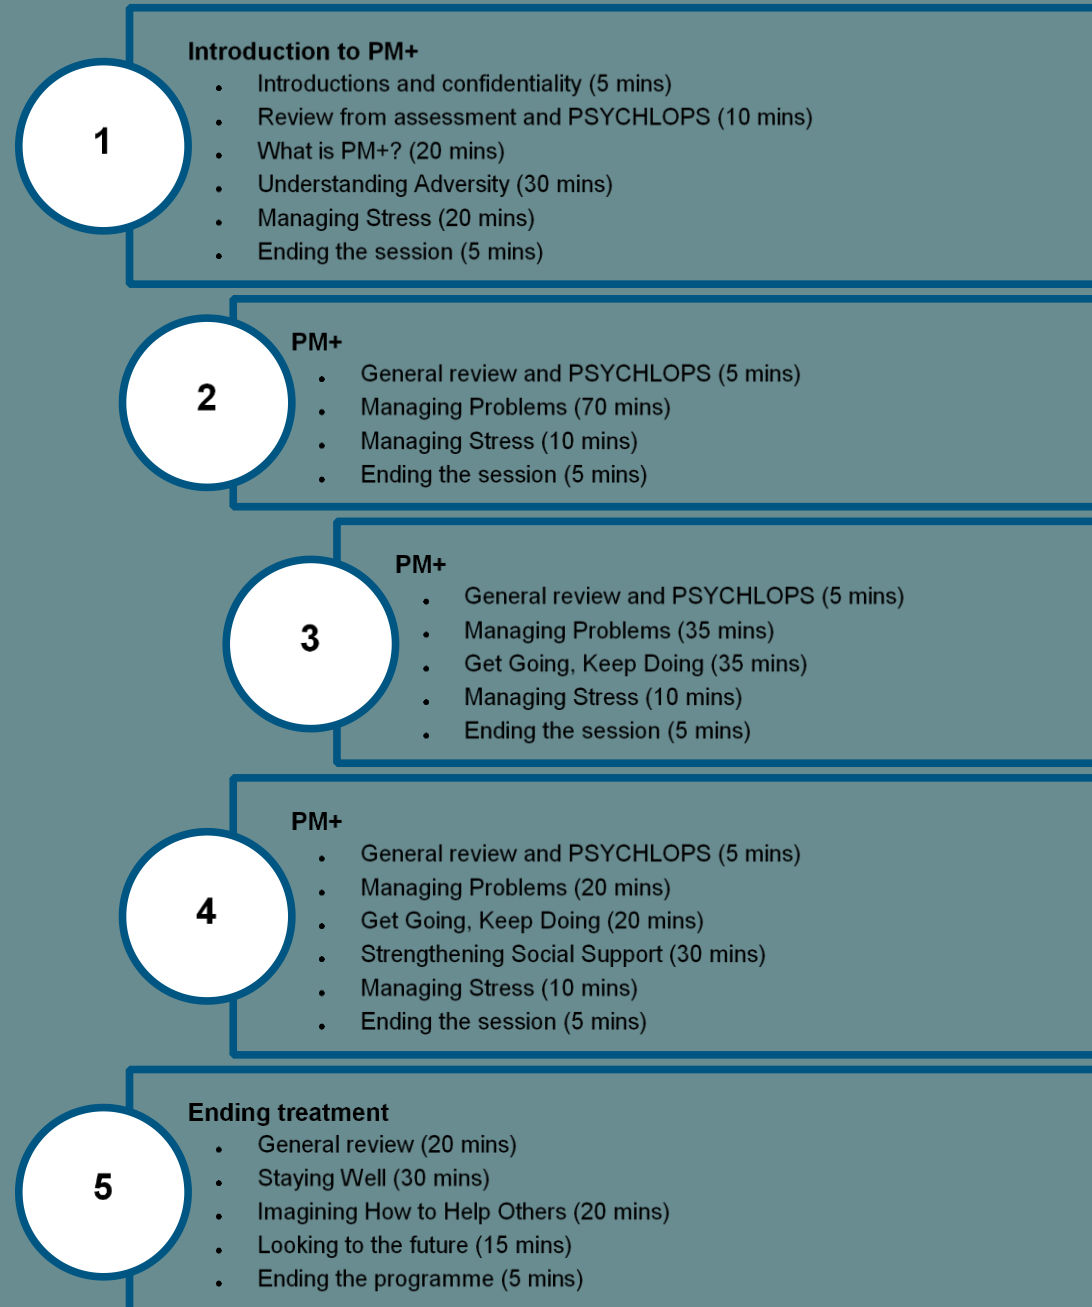 1
Introduction to PM+
• Introductions and confidentiality (5 mins)
• Review from assessment and PSYCHLOPS (10 mins)
• What is PM+? (20 mins)
• Understanding Adversity (30 mins)
• Managing Stress (20 mins)
• Ending the session (5 mins)
2
PM+
• General review and PSYCHLOPS (5 mins)
• Managing Problems (70 mins)
• Managing Stress (10 mins)
• Ending the session (5 mins)
3
PM+
• General review and PSYCHLOPS (5 mins)
• Managing Problems (35 mins)
• Get Going, Keep Doing (35 mins)
• Managing Stress (10 mins)
• Ending the session (5 mins)
4
PM+
• General review and PSYCHLOPS (5 mins)
• Managing Problems (20 mins)
• Get Going, Keep Doing (20 mins)
• Strengthening Social Support (30 mins)
• Managing Stress (10 mins)
• Ending the session (5 mins)
5
Ending treatment
• General review (20 mins)
• Staying Well (30 mins)
• Imagining How to Help Others (20 mins)
• Looking to the future (15 mins)
• Ending the programme (5 mins)